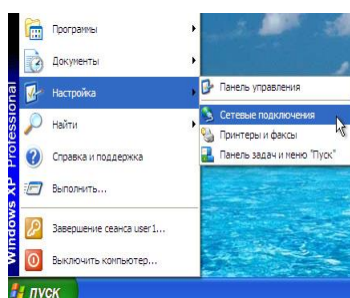 Программы
Документы
Настройка
Найти
Справка и поддержка
Выполнить...
Завершение сеанса user1...
Выключить компьютер...
Панель управления
Сетевые подключения
Принтеры и факсы
Панель задач и меню "Пуск"
Windows XP Professional
пуск